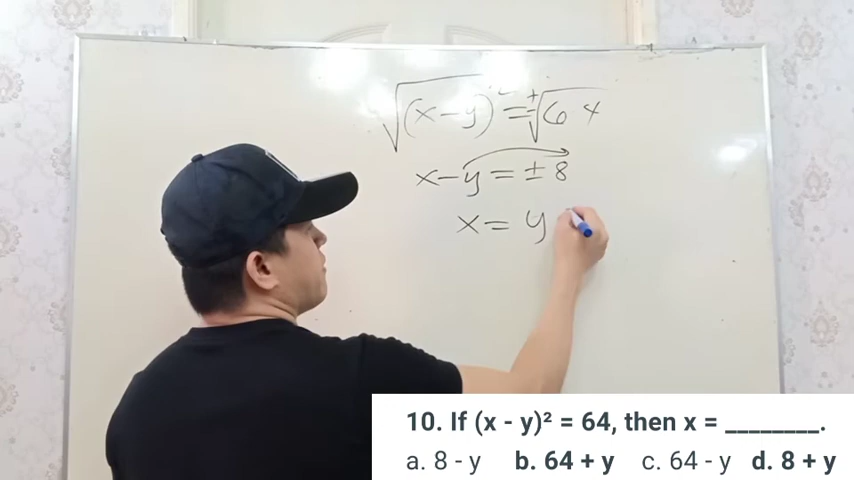 √(x-y)² = ±√64
x-y = ±8
x = y
10. If (x - y)² = 64, then x = ________.
a. 8 - y b. 64 + y c. 64 - y d. 8 + y